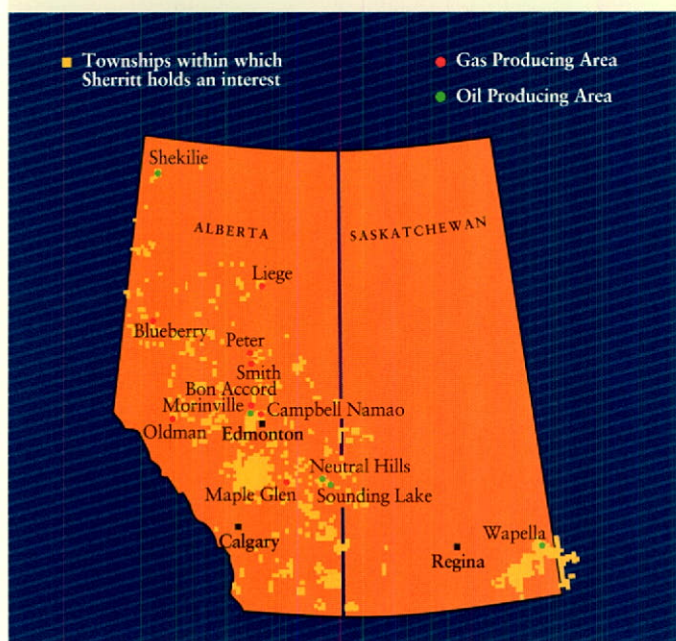 Townships within which
Sherritt holds an interest
Gas Producing Area
Oil Producing Area
Shekilie
ALBERTA
SASKATCHEWAN
Liege
Blueberry
Peter
Smith
Bon Accord
Morinville
Campbell Namao
Oldman
Edmonton
Neutral Hills
Maple Glen
Sounding Lake
Calgary
Wapella
Regina